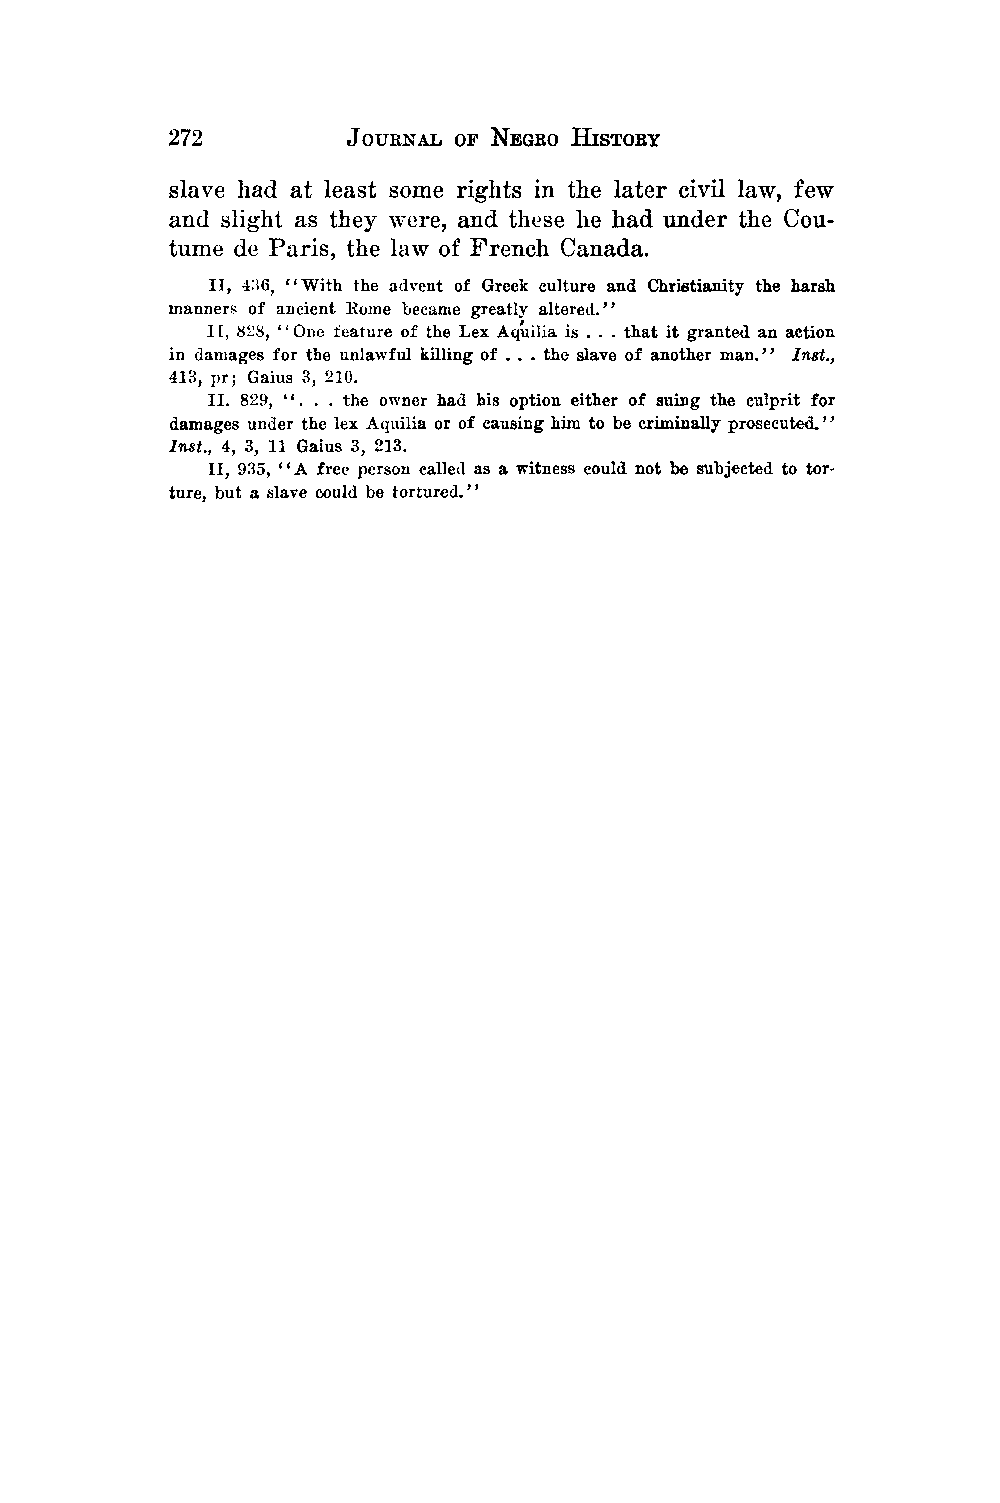 272 JOURNAL OF NEGRO HISTORY
slave had at least some rights in the later civil law, few
and slight as they were, and these he had under the Cou-
tume de Paris, the law of French Canada.
II, 436, ‘‘With the advent of Greek culture and Christianity the harsh
manners of ancient Rome became greatly altered.’’
II, 828, ‘‘One feature of the Lex Aquilia is . . . that it granted an action
in damages for the unlawful killing of . . . the slave of another man.’’ Inst.,
413, pr; Gaius 3, 210.
II. 829, ‘‘. . . the owner had his option either of suing the culprit for
damages under the lex Aquilia or of causing him to be criminally prosecuted.’’
Inst., 4, 3, 11 Gaius 3, 213.
II, 935, ‘‘A free person called as a witness could not be subjected to tor-
ture, but a slave could be tortured.’’